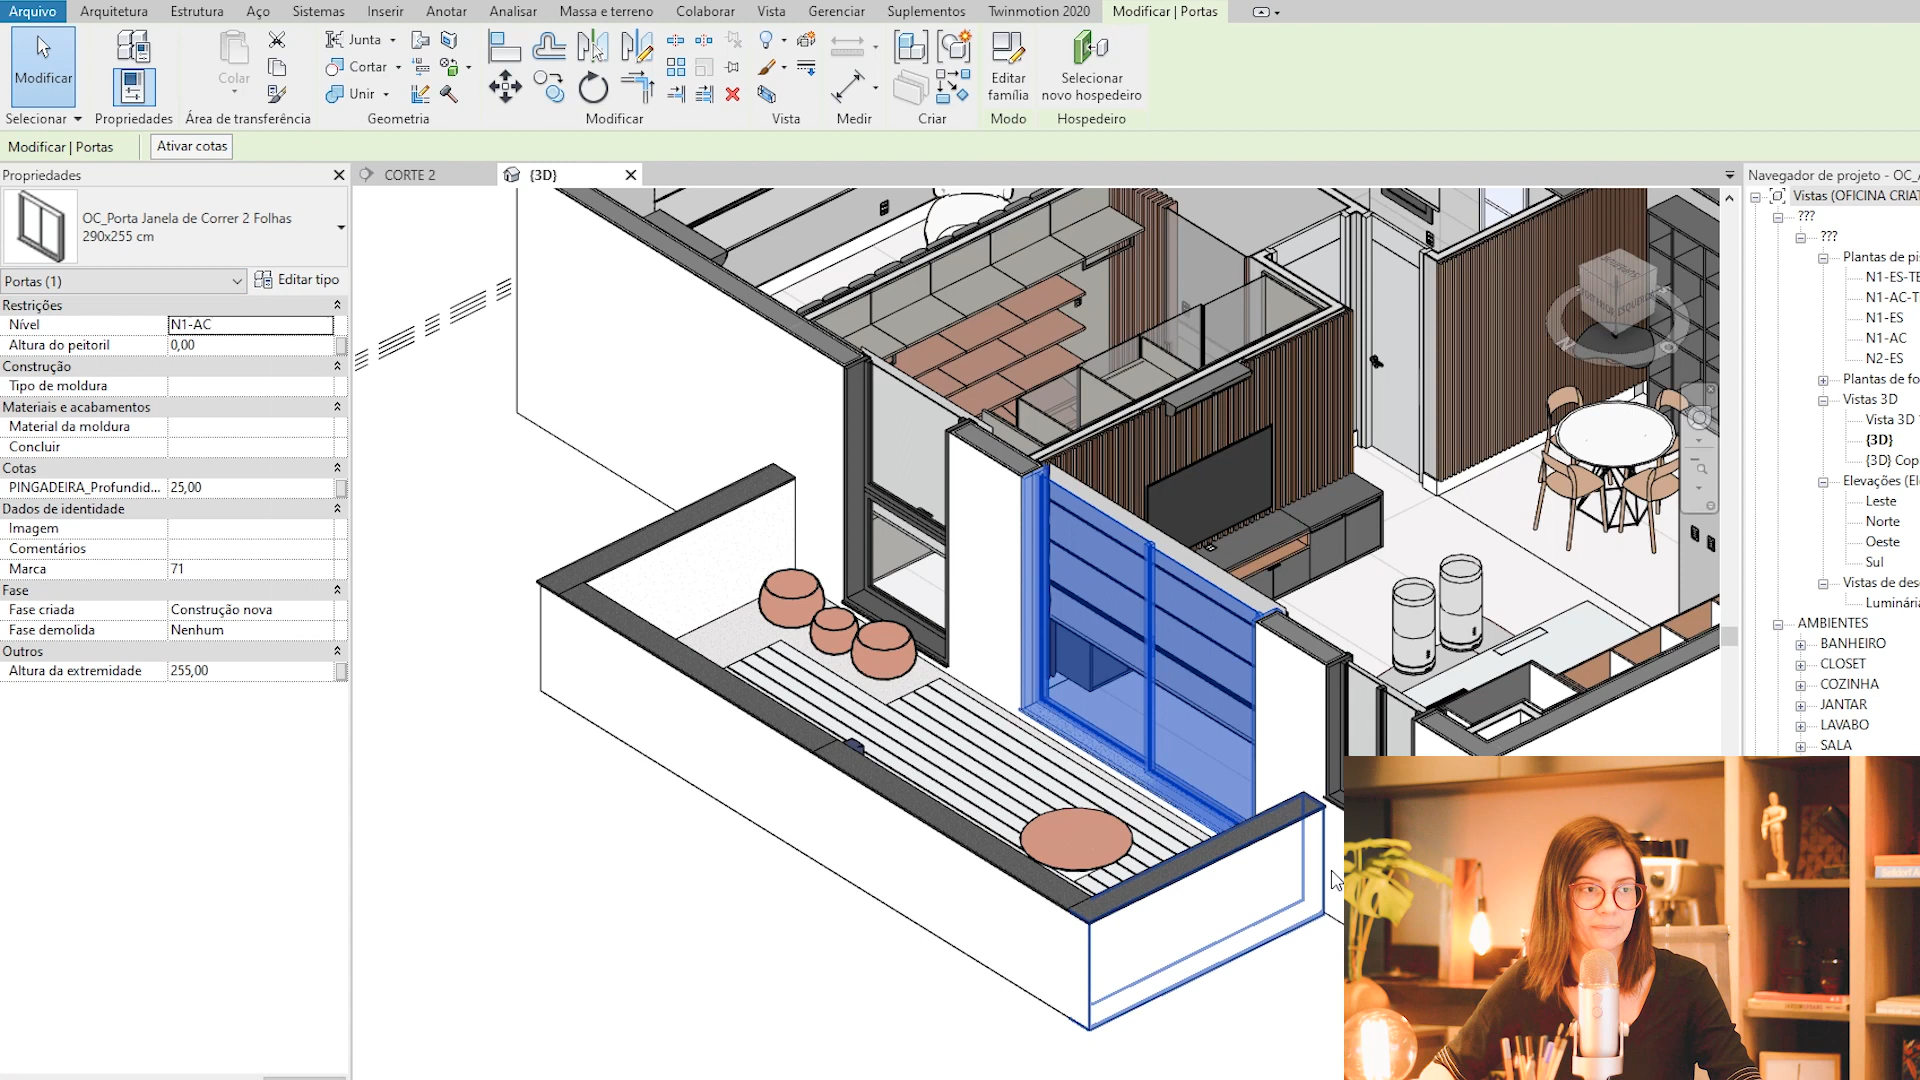 Arquivo Arquitetura Estrutura Aço Sistemas Inserir Anotar Analisar Massa e terreno Colaborar Vista Gerenciar Suplementos Twinmotion 2020 Modificar | Portas
Modificar
Colar
Junta
Cortar
Unir
Editar família
Selecionar novo hospedeiro
Selecionar Propriedades Área de transferência Geometria Modificar Vista Medir Criar Modo Hospedeiro
Modificar | Portas Ativar cotas
Propriedades
CORTE 2 {3D}
OC_Porta Janela de Correr 2 Folhas
290x255 cm
Portas (1) Editar tipo
Restrições
Nível N1-AC
Altura do peitoril 0,00
Construção
Tipo de moldura
Materiais e acabamentos
Material da moldura
Concluir
Cotas
PINGADEIRA_Profundid... 25,00
Dados de identidade
Imagem
Comentários
Marca 71
Fase
Fase criada Construção nova
Fase demolida Nenhum
Outros
Altura da extremidade 255,00
Navegador de projeto - OC_
Vistas (OFICINA CRIA
???
???
Plantas de pi
N1-ES-TE
N1-AC-T
N1-ES
N1-AC
N2-ES
Plantas de fo
Vistas 3D
Vista 3D
{3D}
{3D} Cop
Elevações (El
Leste
Norte
Oeste
Sul
Vistas de des
Luminária
AMBIENTES
BANHEIRO
CLOSET
COZINHA
JANTAR
LAVABO
SALA